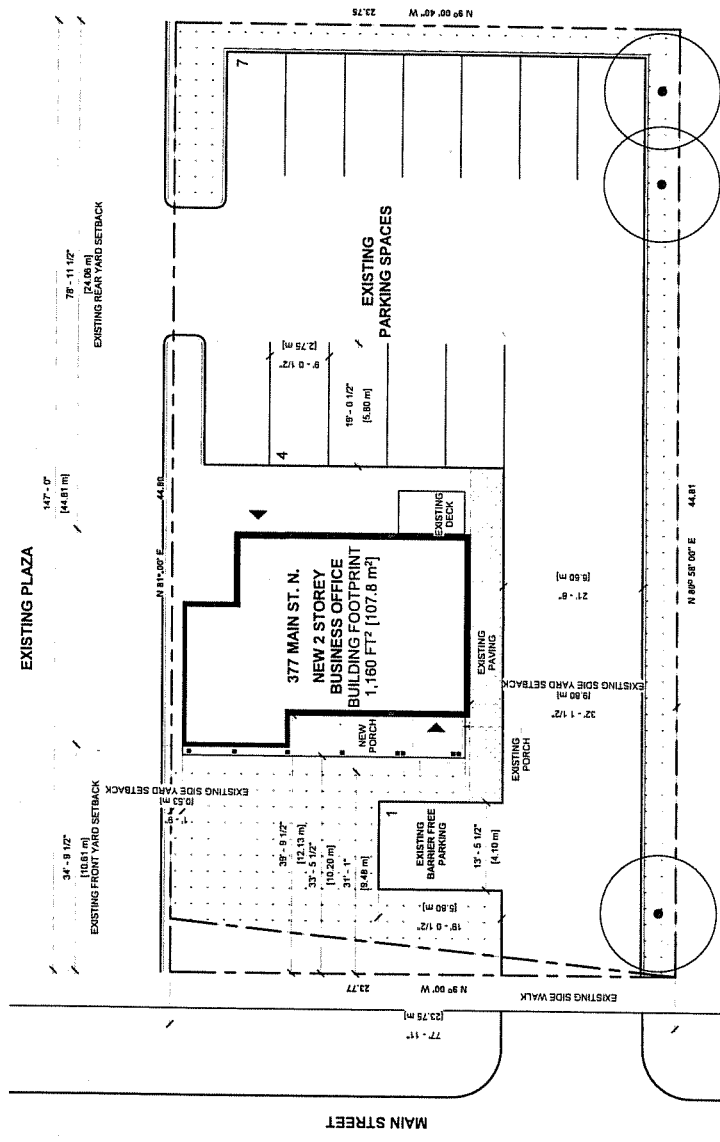 EXISTING PLAZA
147' - 0"
[44.81 m]
34' - 9 1/2"
[10.61 m]
EXISTING FRONT YARD SETBACK
78' - 11 1/2"
[24.06 m]
EXISTING REAR YARD SETBACK
N 81º 00' E
44.80
1' - 9"
[0.53 m]
EXISTING SIDE YARD SETBACK
377 MAIN ST. N.
NEW 2 STOREY
BUSINESS OFFICE
BUILDING FOOTPRINT
1,160 FT² [107.8 m²]
NEW
PORCH
EXISTING
DECK
EXISTING
PAVING
EXISTING
PORCH
4
9' - 0 1/2"
[2.75 m]
19' - 0 1/2"
[5.80 m]
EXISTING
PARKING SPACES
7
N 9º 00' 40" W
23.75
39' - 9 1/2"
[12.13 m]
33' - 5 1/2"
[10.20 m]
31' - 1"
[9.48 m]
1
EXISTING
BARRIER FREE
PARKING
13' - 5 1/2"
[4.10 m]
[5.80 m]
32' - 1 1/2"
[9.80 m]
EXISTING SDIE YARD SETBACK
21' - 8"
[6.60 m]
N 80º 58' 00" E
44.81
23.77
N 9º 00' W
EXISTING SIDE WALK
77' - 11"
[23.75 m]
MAIN STREET